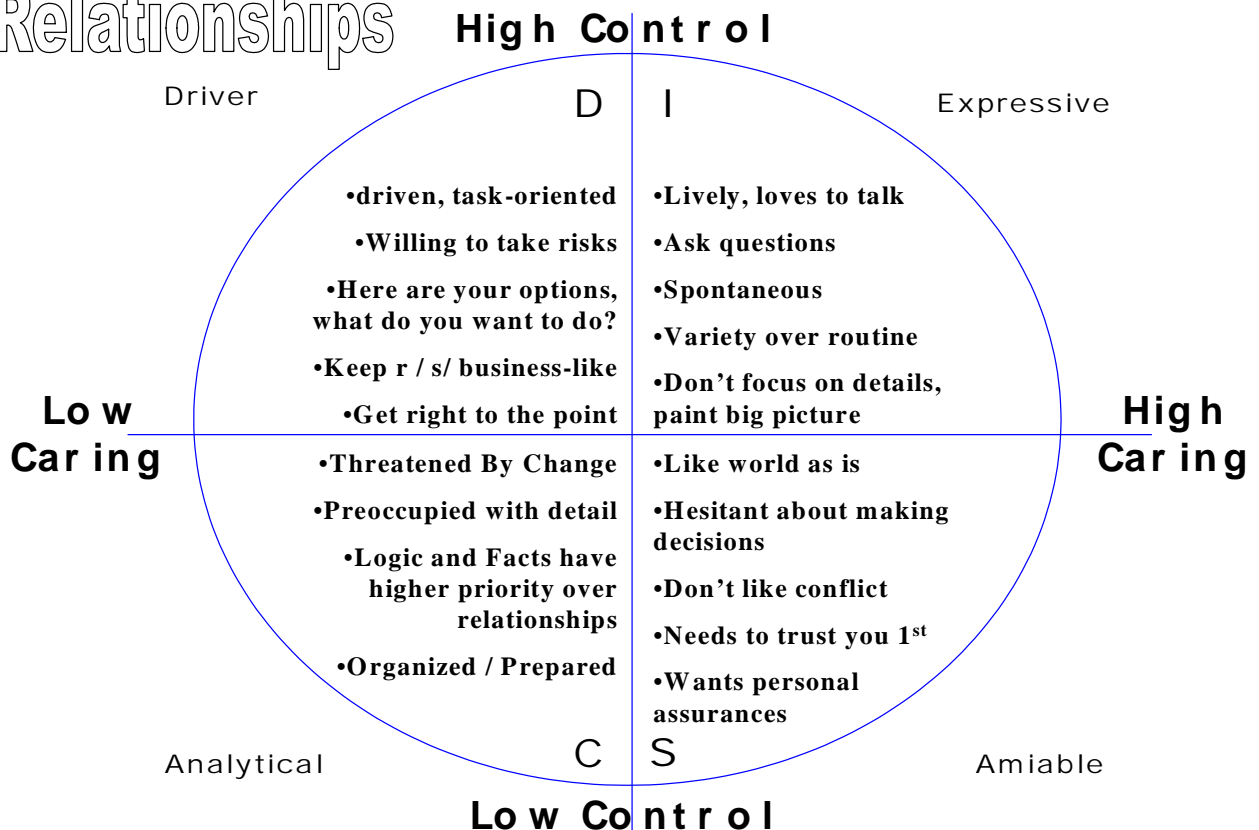 Relationships
High Control
Driver
D
•driven, task-oriented
•Willing to take risks
•Here are your options,
what do you want to do?
•Keep r / s/ business-like
•Get right to the point
I
Expressive
•Lively, loves to talk
•Ask questions
•Spontaneous
•Variety over routine
•Don’t focus on details,
paint big picture
Low
Caring
High
Caring
•Threatened By Change
•Preoccupied with detail
•Logic and Facts have
higher priority over
relationships
•Organized / Prepared
C
Analytical
•Like world as is
•Hesitant about making
decisions
•Don’t like conflict
•Needs to trust you 1st
•Wants personal
assurances
S
Amiable
Low Control